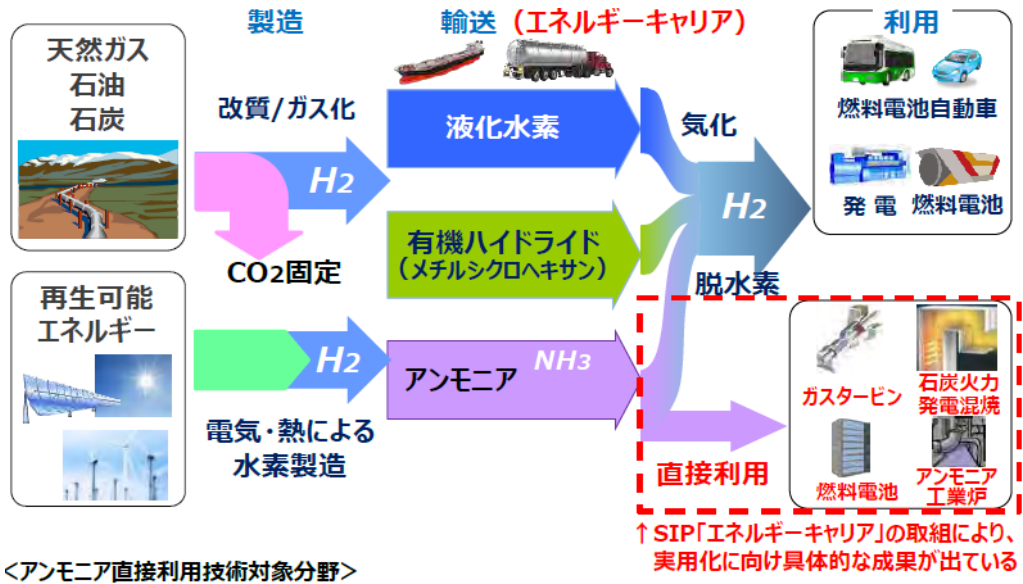 製造
輸送（エネルギーキャリア）
利用
天然ガス
石油
石炭
改質/ガス化
H2
CO2固定
再生可能
エネルギー
H2
電気・熱による
水素製造
液化水素
有機ハイドライド
（メチルシクロヘキサン）
アンモニア NH3
気化
H2
脱水素
燃料電池自動車
発電
燃料電池
直接利用
ガスタービン
石炭火力
発電混焼
燃料電池
アンモニア
工業炉
↑SIP「エネルギーキャリア」の取組により、
実用化に向け具体的な成果が出ている
＜アンモニア直接利用技術対象分野＞